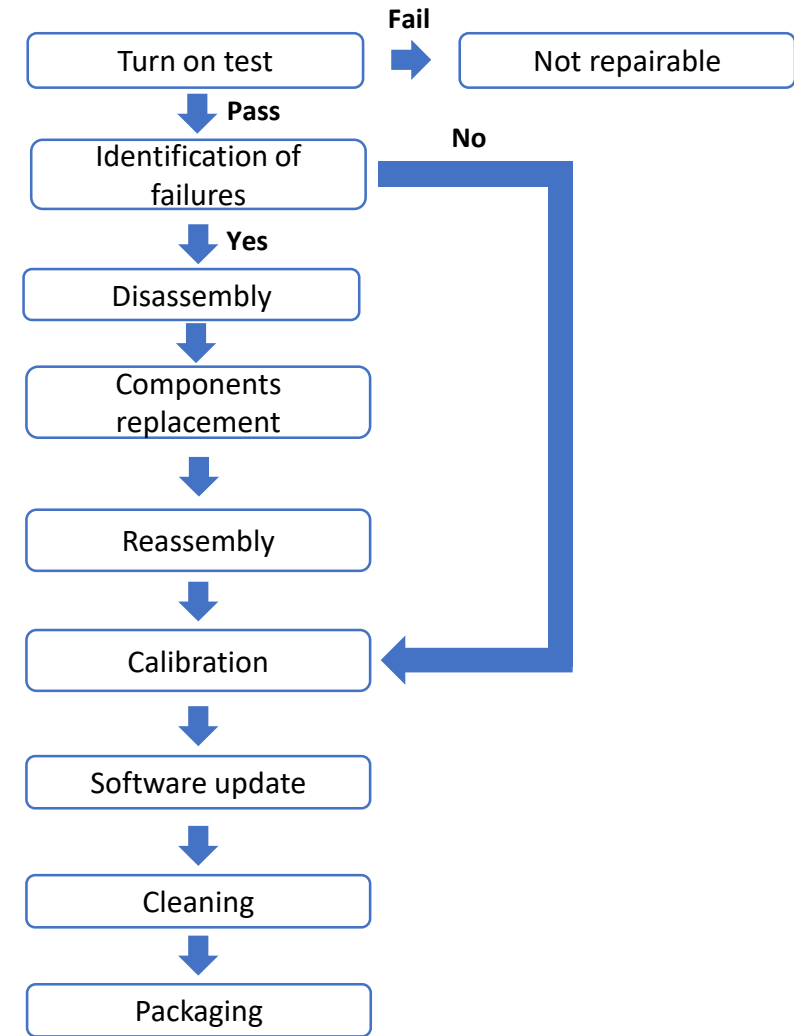 Fail
Turn on test
Not repairable
Pass
No
Identification of
failures
Yes
Disassembly
Components
replacement
Reassembly
Calibration
Software update
Cleaning
Packaging